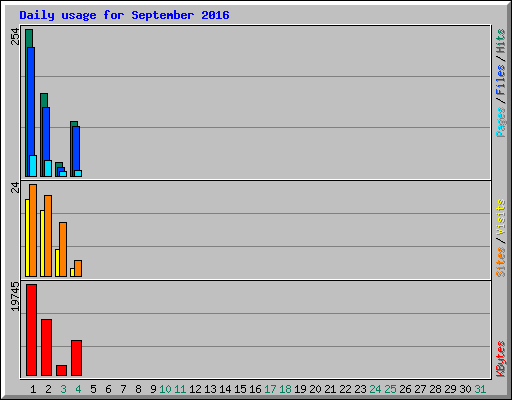 Daily usage for September 2016
254
24
19745
Pages / Files / Hits
Sites / Visits
KBytes
1 2 3 4 5 6 7 8 9 10 11 12 13 14 15 16 17 18 19 20 21 22 23 24 25 26 27 28 29 30 31